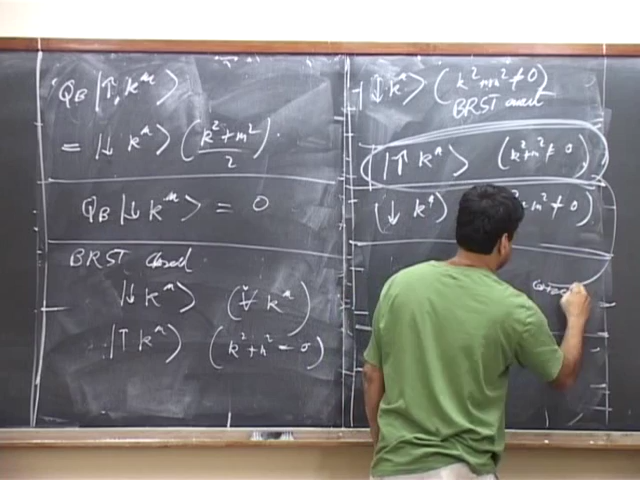 Q_B |↑, k^μ⟩
= |↓ k^μ⟩ ( (k²+m²)/2 ) .
Q_B |↓ k^μ⟩ = 0
BRST closed
|↓ k^μ⟩ (∀ k^μ)
|↑ k^μ⟩ (k²+m² = 0)
|↓ k^μ⟩ (k²+m² ≠ 0)
BRST exact
|↑ k^μ⟩ (k²+m² ≠ 0)
|↓ k^μ⟩ k²+m² ≠ 0)